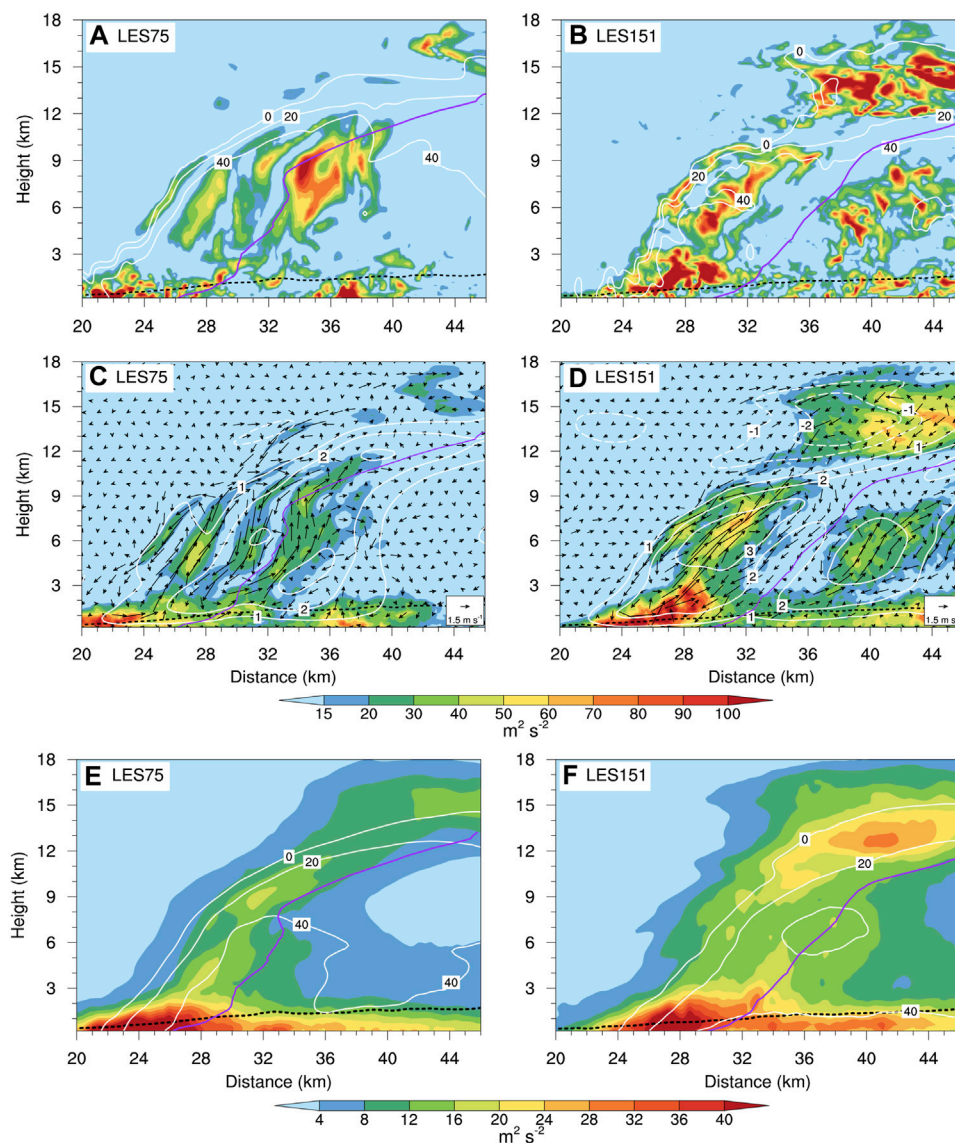 A LES75
B LES151
Height (km)
18
15
12
9
6
3
0 20
40
40
18
15
12
9
6
3
0
20
40
0
20
40
20 24 28 32 36 40 44
20 24 28 32 36 40 44
C LES75
D LES151
Height (km)
18
15
12
9
6
3
2
1
2
1
1.5 m s⁻¹
18
15
12
9
6
3
-1
-2
-1
1
2
1
3
2
2
1
1.5 m s⁻¹
20 24 28 32 36 40 44
20 24 28 32 36 40 44
Distance (km)
Distance (km)
15 20 30 40 50 60 70 80 90 100
m² s⁻²
E LES75
F LES151
Height (km)
18
15
12
9
6
3
0
20
40
40
18
15
12
9
6
3
0
20
40
20 24 28 32 36 40 44
20 24 28 32 36 40 44
Distance (km)
Distance (km)
4 8 12 16 20 24 28 32 36 40
m² s⁻²